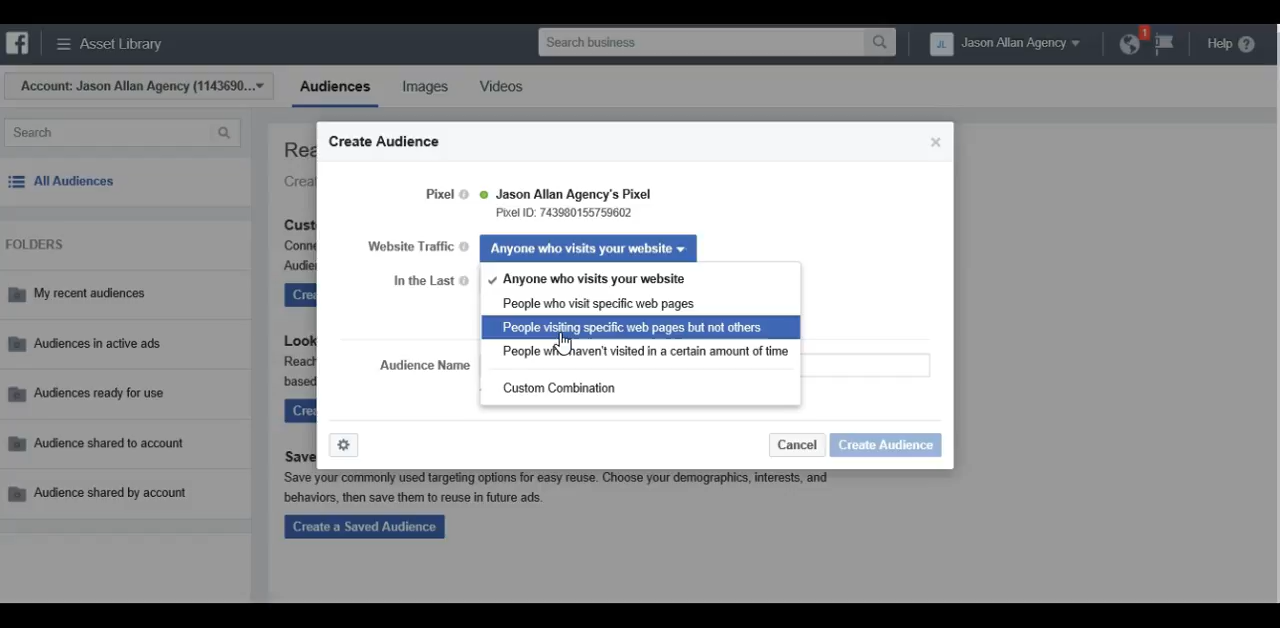 Asset Library
Search business
JL
Jason Allan Agency
1
Help ?
Account: Jason Allan Agency (1143690...
Audiences
Images
Videos
Search
All Audiences
FOLDERS
My recent audiences
Audiences in active ads
Audiences ready for use
Audience shared to account
Audience shared by account
Create Audience
Pixel
Jason Allan Agency's Pixel
Pixel ID: 743980155759602
Website Traffic
Anyone who visits your website
In the Last
Anyone who visits your website
People who visit specific web pages
People visiting specific web pages but not others
People haven't visited in a certain amount of time
Custom Combination
Audience Name
Cancel
Create Audience
Save your commonly used targeting options for easy reuse. Choose your demographics, interests, and
behaviors, then save them to reuse in future ads.
Create a Saved Audience